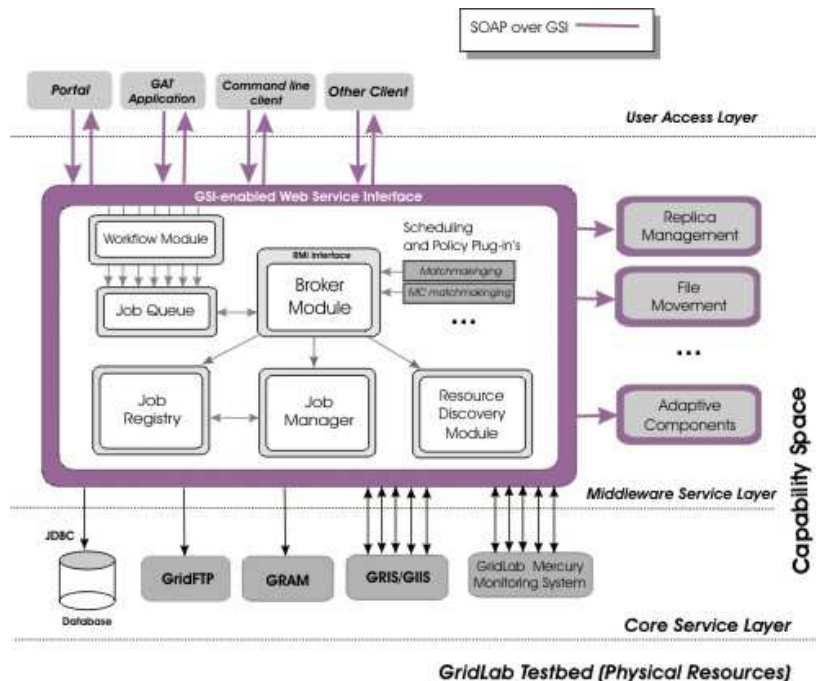 SOAP over GSI
Portal
GAT
Application
Command line
client
Other Client
User Access Layer
GSI-enabled Web Service Interface
Workflow Module
Scheduling
and Policy Plug-in's
RMI Interface
Broker
Module
Matchmakinging
MC matchmakinging
...
Job Queue
Job
Registry
Job
Manager
Resource
Discovery
Module
Replica
Management
File
Movement
...
Adaptive
Components
Capability Space
Middleware Service Layer
JDBC
Database
GridFTP
GRAM
GRIS/GIIS
GridLab Mercury
Monitoring System
Core Service Layer
GridLab Testbed (Physical Resources)